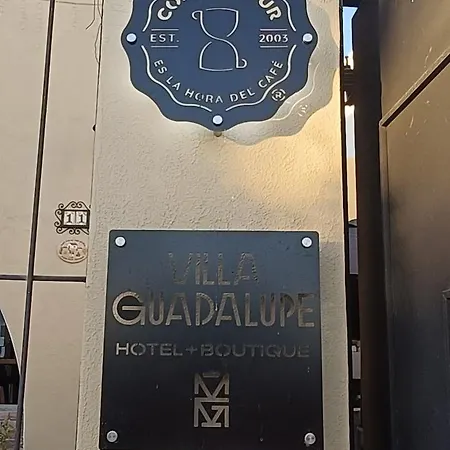 EST. 2003
ES LA HORA DEL CAFÉ
®
11
VILLA
GUADALUPE
HOTEL+BOUTIQUE